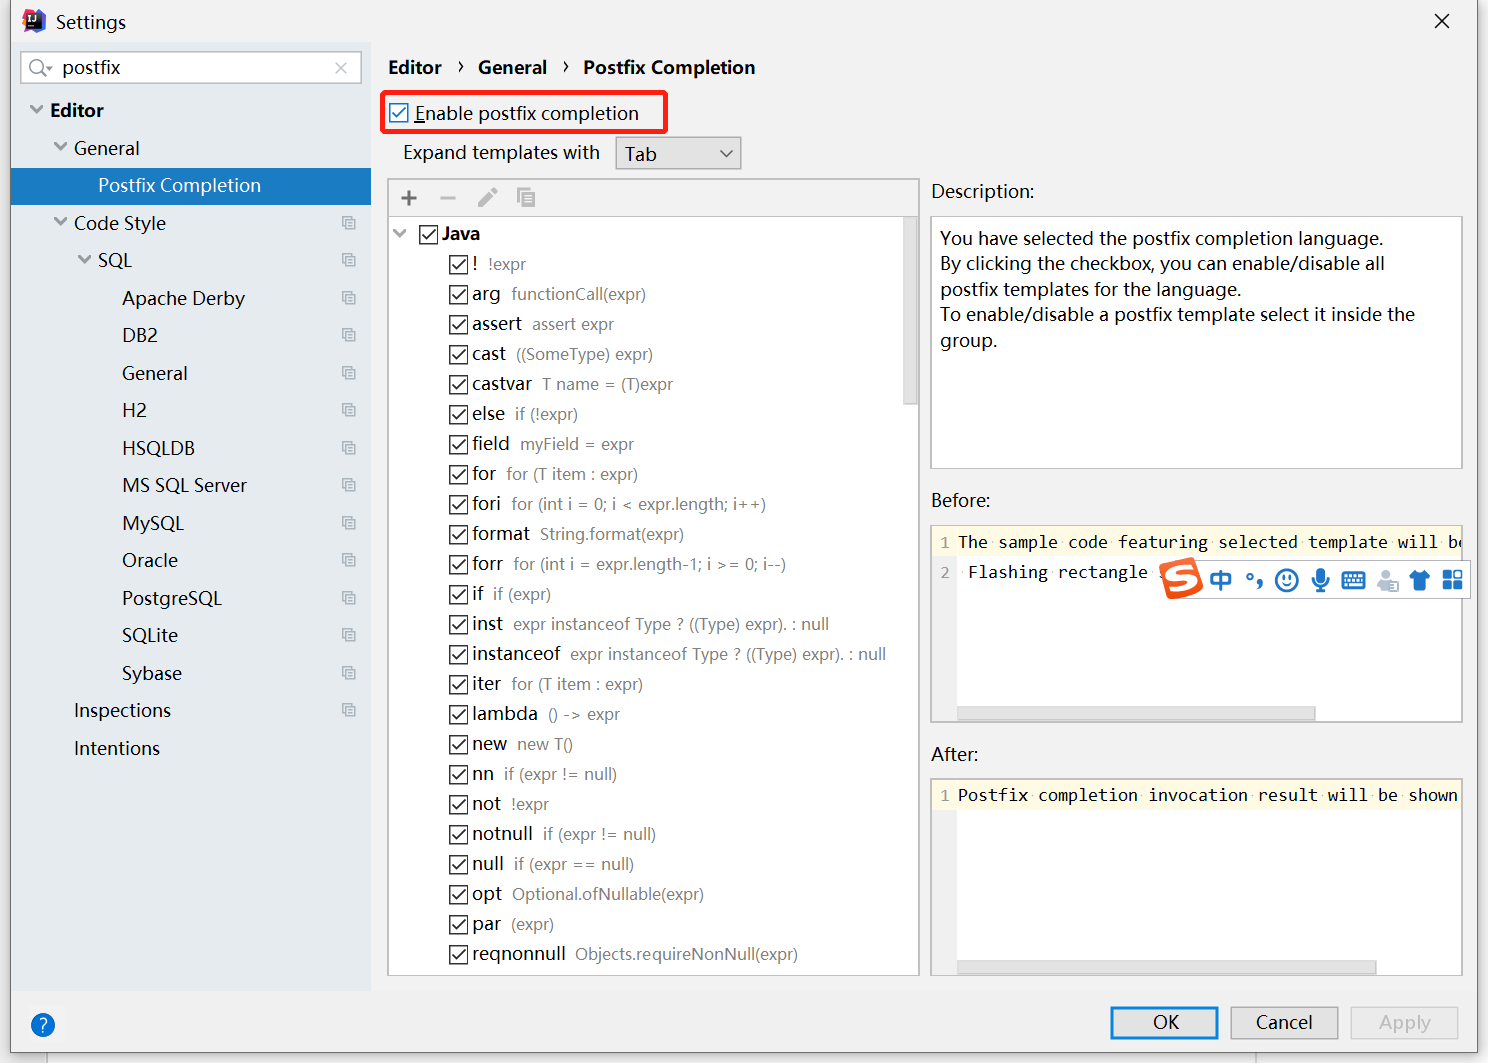 Settings
postfix
Editor › General › Postfix Completion
Editor
General
Postfix Completion
Code Style
SQL
Apache Derby
DB2
General
H2
HSQLDB
MS SQL Server
MySQL
Oracle
PostgreSQL
SQLite
Sybase
Inspections
Intentions
Enable postfix completion
Expand templates with Tab
Java
! !expr
arg functionCall(expr)
assert assert expr
cast ((SomeType) expr)
castvar T name = (T)expr
else if (!expr)
field myField = expr
for for (T item : expr)
fori for (int i = 0; i < expr.length; i++)
format String.format(expr)
forr for (int i = expr.length-1; i >= 0; i--)
if if (expr)
inst expr instanceof Type ? ((Type) expr). : null
instanceof expr instanceof Type ? ((Type) expr). : null
iter for (T item : expr)
lambda () -> expr
new new T()
nn if (expr != null)
not !expr
notnull if (expr != null)
null if (expr == null)
opt Optional.ofNullable(expr)
par (expr)
reqnonnull Objects.requireNonNull(expr)
Description:
You have selected the postfix completion language.
By clicking the checkbox, you can enable/disable all
postfix templates for the language.
To enable/disable a postfix template select it inside the
group.
Before:
1 The sample code featuring selected template will be
2 Flashing rectangle
中
After:
1 Postfix completion invocation result will be shown
?
OK
Cancel
Apply